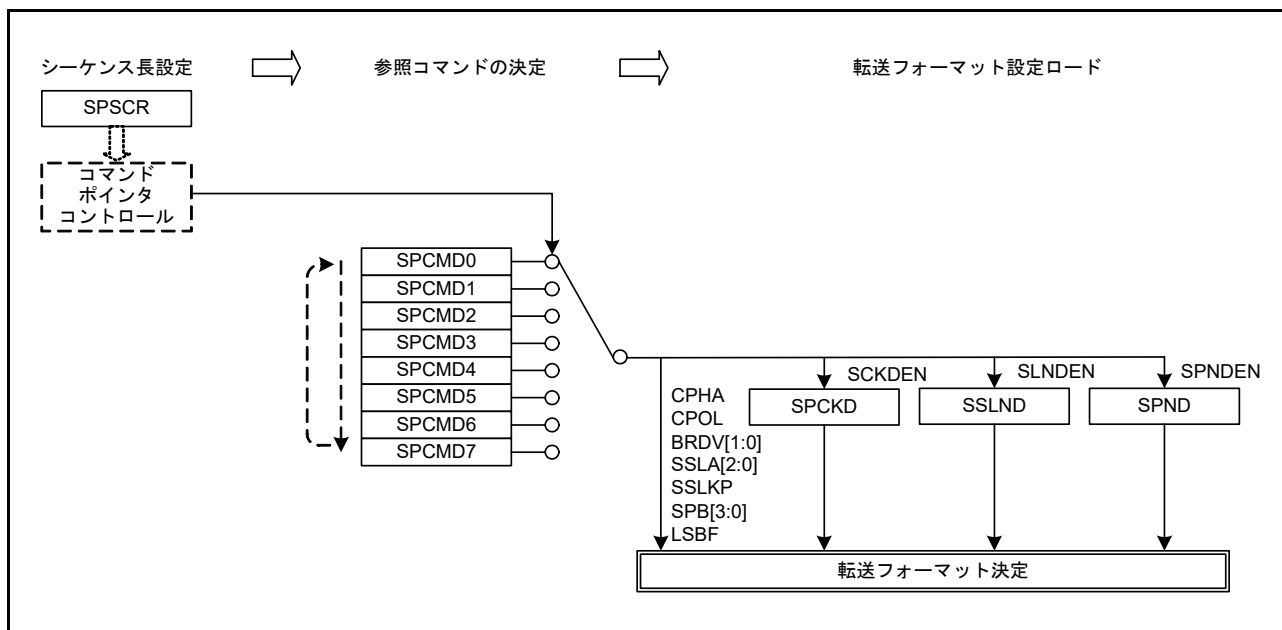 シーケンス長設定
参照コマンドの決定
転送フォーマット設定ロード
SPSCR
コマンド
ポインタ
コントロール
SPCMD0
SPCMD1
SPCMD2
SPCMD3
SPCMD4
SPCMD5
SPCMD6
SPCMD7
CPHA
CPOL
BRDV[1:0]
SSLA[2:0]
SSLKP
SPB[3:0]
LSBF
SCKDEN
SPCKD
SLNDEN
SSLND
SPNDEN
SPND
転送フォーマット決定